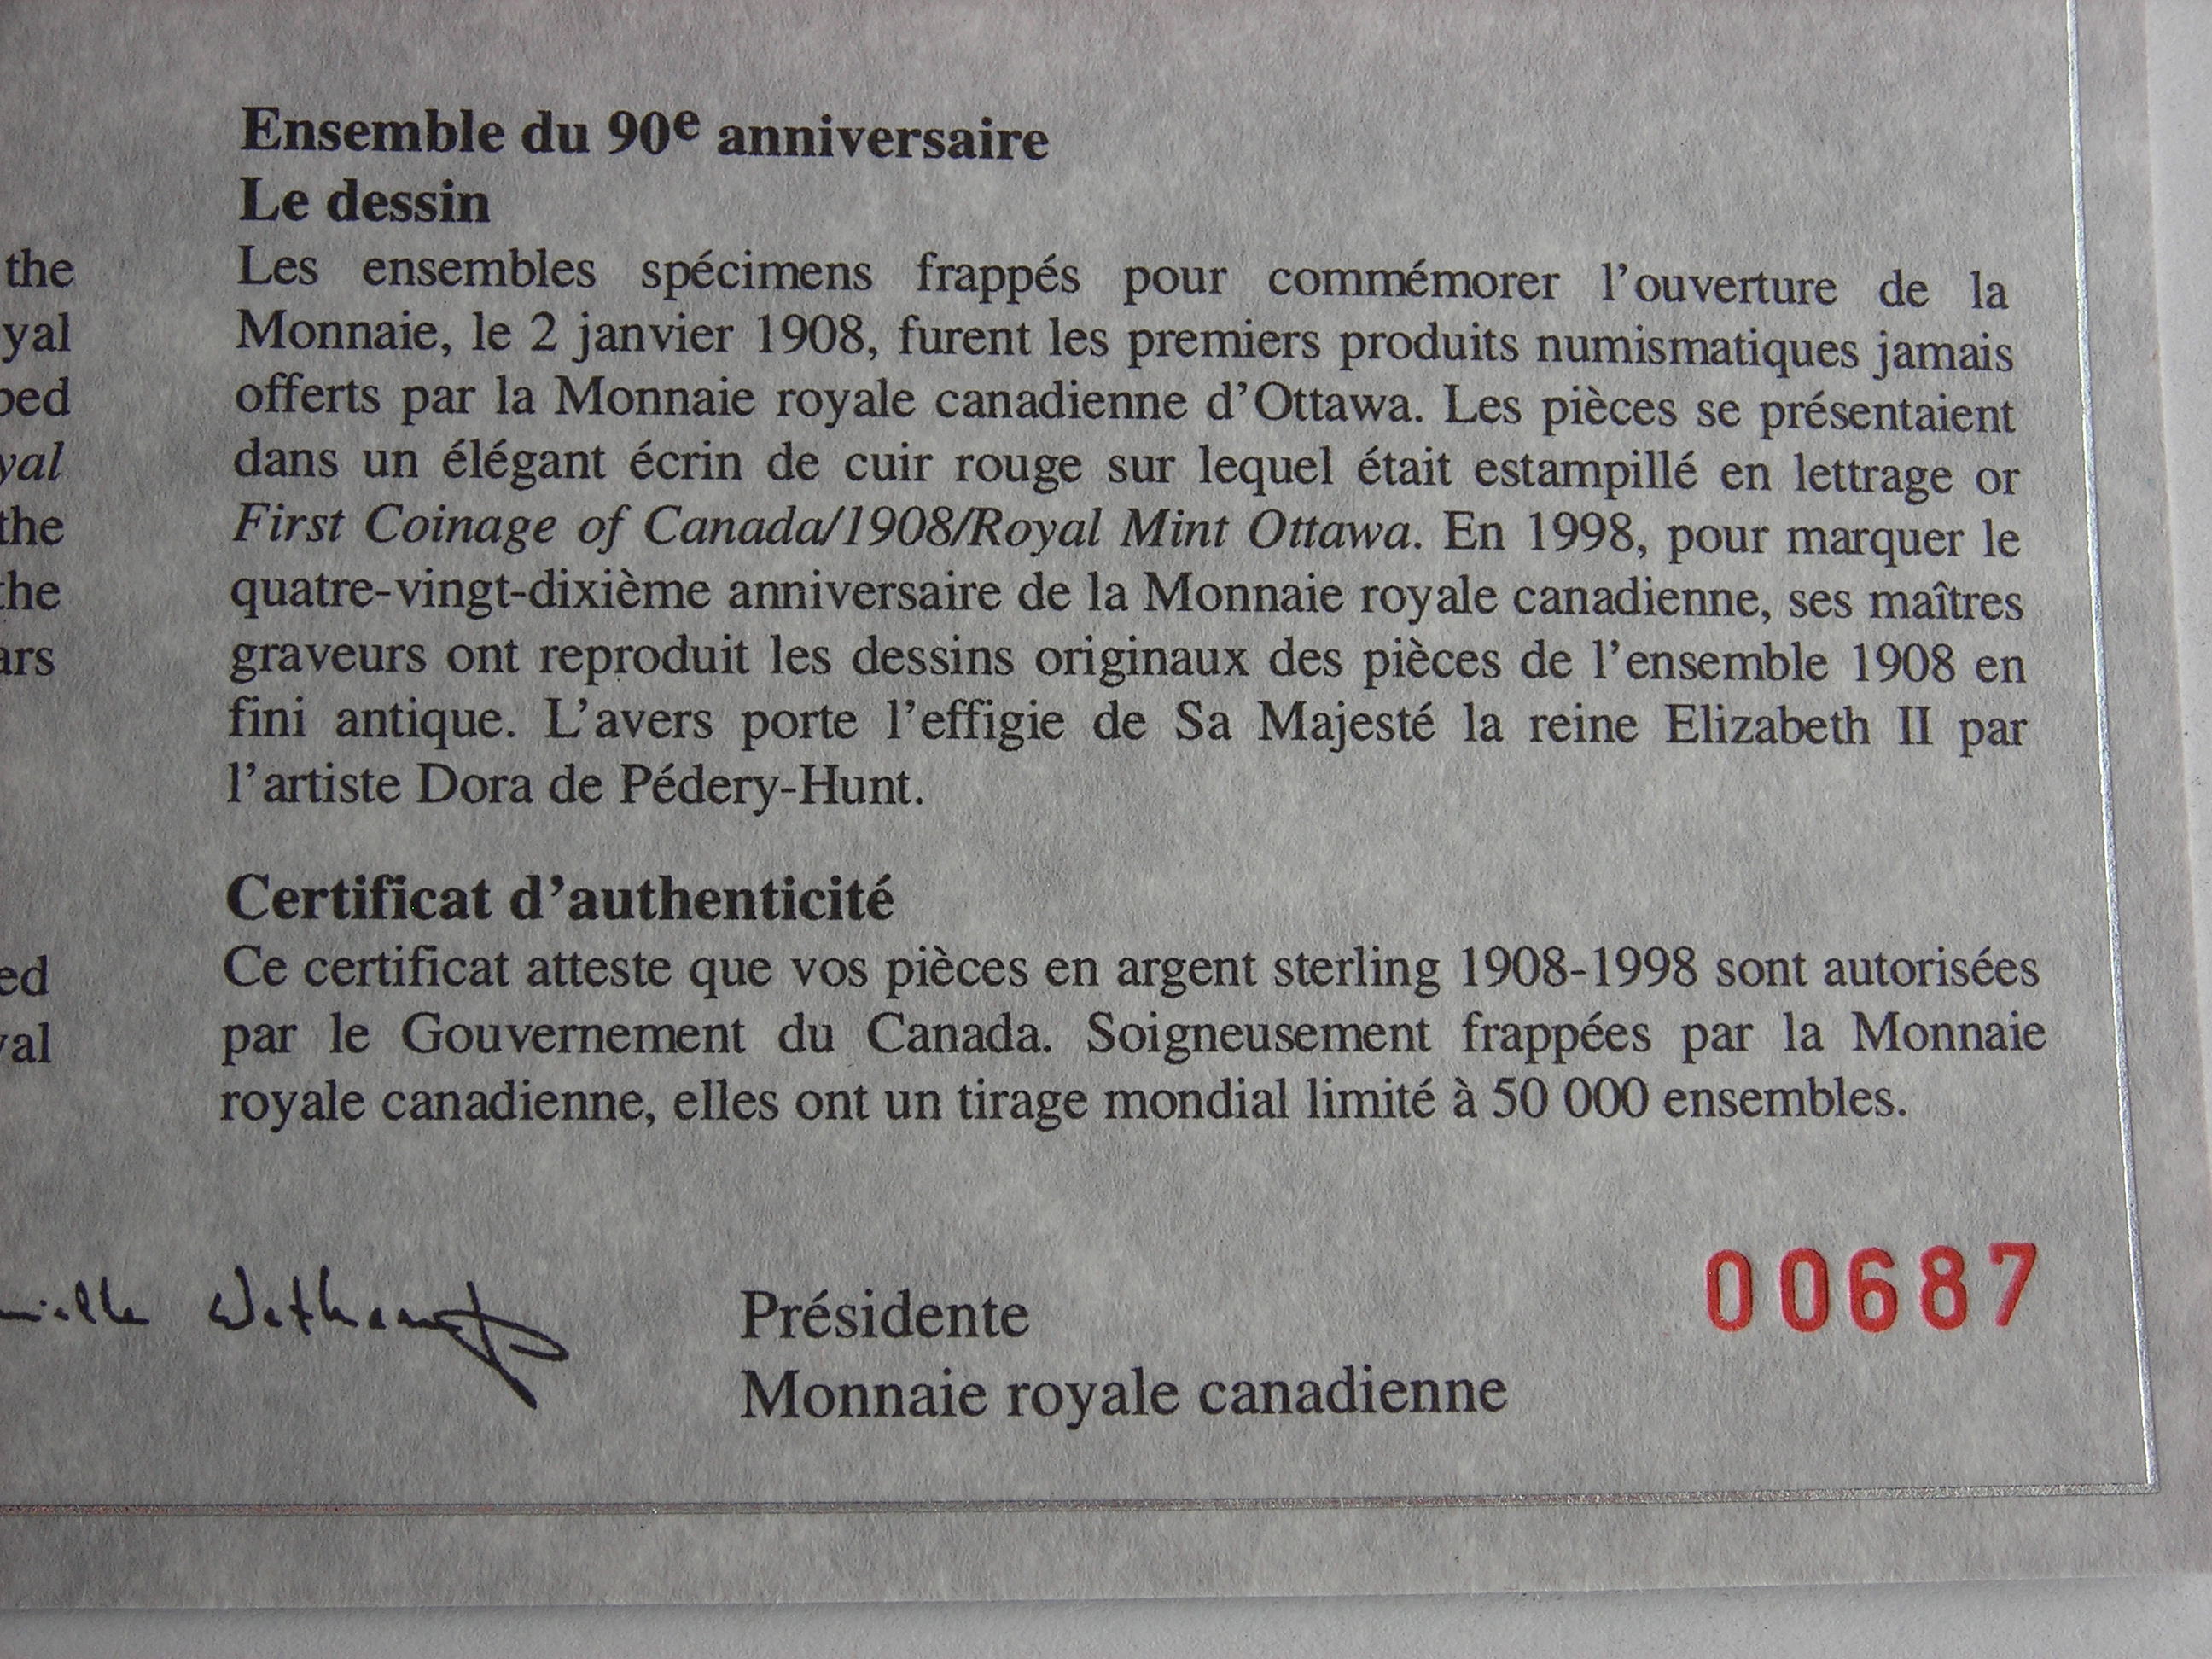 Ensemble du 90e anniversaire
Le dessin
Les ensembles spécimens frappés pour commémorer l'ouverture de la
Monnaie, le 2 janvier 1908, furent les premiers produits numismatiques jamais
offerts par la Monnaie royale canadienne d'Ottawa. Les pièces se présentaient
dans un élégant écrin de cuir rouge sur lequel était estampillé en lettrage or
First Coinage of Canada/1908/Royal Mint Ottawa. En 1998, pour marquer le
quatre-vingt-dixième anniversaire de la Monnaie royale canadienne, ses maîtres
graveurs ont reproduit les dessins originaux des pièces de l'ensemble 1908 en
fini antique. L'avers porte l'effigie de Sa Majesté la reine Elizabeth II par
l'artiste Dora de Pédery-Hunt.
Certificat d'authenticité
Ce certificat atteste que vos pièces en argent sterling 1908-1998 sont autorisées
par le Gouvernement du Canada. Soigneusement frappées par la Monnaie
royale canadienne, elles ont un tirage mondial limité à 50 000 ensembles.
Présidente
Monnaie royale canadienne
00687
the
yal
the